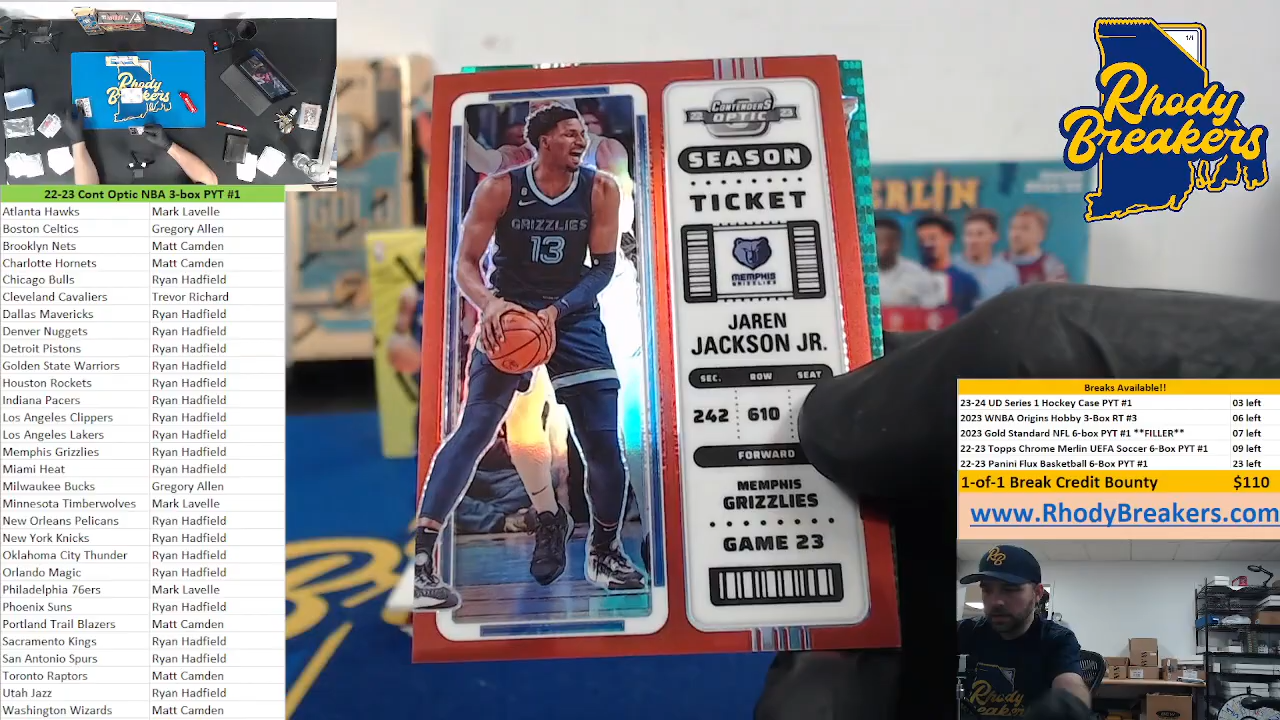 Rhody
Breakers
22-23 Cont Optic NBA 3-box PYT #1
Atlanta Hawks Mark Lavelle
Boston Celtics Gregory Allen
Brooklyn Nets Matt Camden
Charlotte Hornets Matt Camden
Chicago Bulls Ryan Hadfield
Cleveland Cavaliers Trevor Richard
Dallas Mavericks Ryan Hadfield
Denver Nuggets Ryan Hadfield
Detroit Pistons Ryan Hadfield
Golden State Warriors Ryan Hadfield
Houston Rockets Ryan Hadfield
Indiana Pacers Ryan Hadfield
Los Angeles Clippers Ryan Hadfield
Los Angeles Lakers Ryan Hadfield
Memphis Grizzlies Ryan Hadfield
Miami Heat Ryan Hadfield
Milwaukee Bucks Gregory Allen
Minnesota Timberwolves Mark Lavelle
New Orleans Pelicans Ryan Hadfield
New York Knicks Ryan Hadfield
Oklahoma City Thunder Ryan Hadfield
Orlando Magic Ryan Hadfield
Philadelphia 76ers Mark Lavelle
Phoenix Suns Ryan Hadfield
Portland Trail Blazers Matt Camden
Sacramento Kings Ryan Hadfield
San Antonio Spurs Ryan Hadfield
Toronto Raptors Matt Camden
Utah Jazz Ryan Hadfield
Washington Wizards Matt Camden
GRIZZLIES
13
22 CONTENDERS 23
OPTIC
SEASON
TICKET
MEMPHIS
GRIZZLIES
JAREN
JACKSON JR.
SEC. ROW SEAT
242 610
FORWARD
MEMPHIS
GRIZZLIES
GAME 23
1/1
Rhody
Breakers
Breaks Available!!
23-24 UD Series 1 Hockey Case PYT #1 03 left
2023 WNBA Origins Hobby 3-Box RT #3 06 left
2023 Gold Standard NFL 6-box PYT #1 **FILLER** 07 left
22-23 Topps Chrome Merlin UEFA Soccer 6-Box PYT #1 09 left
22-23 Panini Flux Basketball 6-Box PYT #1 23 left
1-of-1 Break Credit Bounty $110
www.RhodyBreakers.com
RB
Rhody